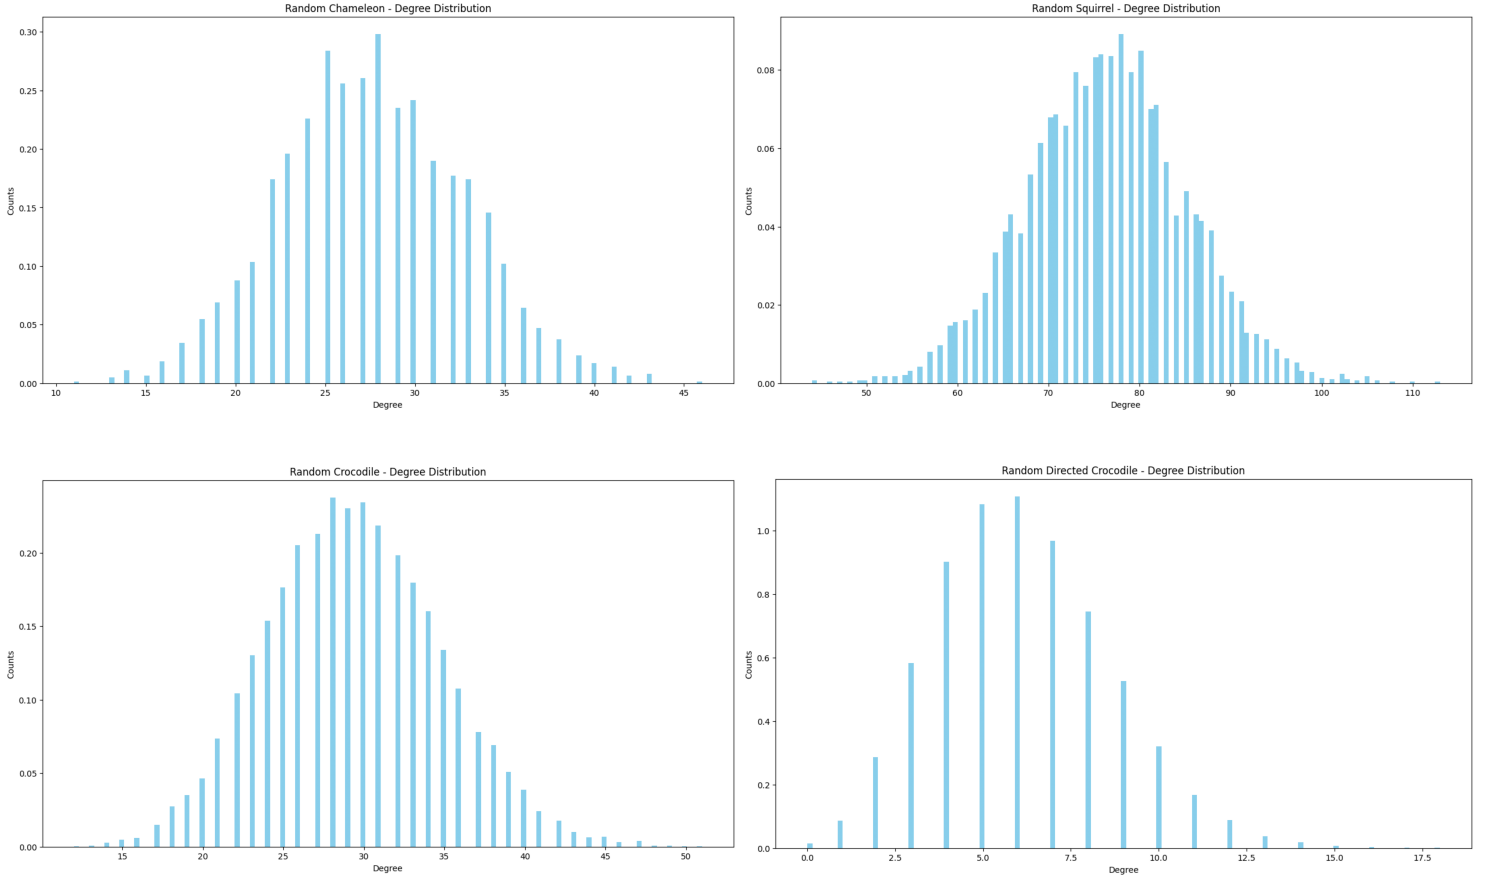 Random Chameleon - Degree Distribution
0.30
0.25
0.20
0.15
0.10
0.05
0.00
Counts
10 15 20 25 30 35 40 45
Degree
Random Squirrel - Degree Distribution
0.08
0.06
0.04
0.02
0.00
Counts
50 60 70 80 90 100 110
Degree
Random Crocodile - Degree Distribution
0.20
0.15
0.10
0.05
0.00
Counts
15 20 25 30 35 40 45 50
Degree
Random Directed Crocodile - Degree Distribution
1.0
0.8
0.6
0.4
0.2
0.0
Counts
0.0 2.5 5.0 7.5 10.0 12.5 15.0 17.5
Degree